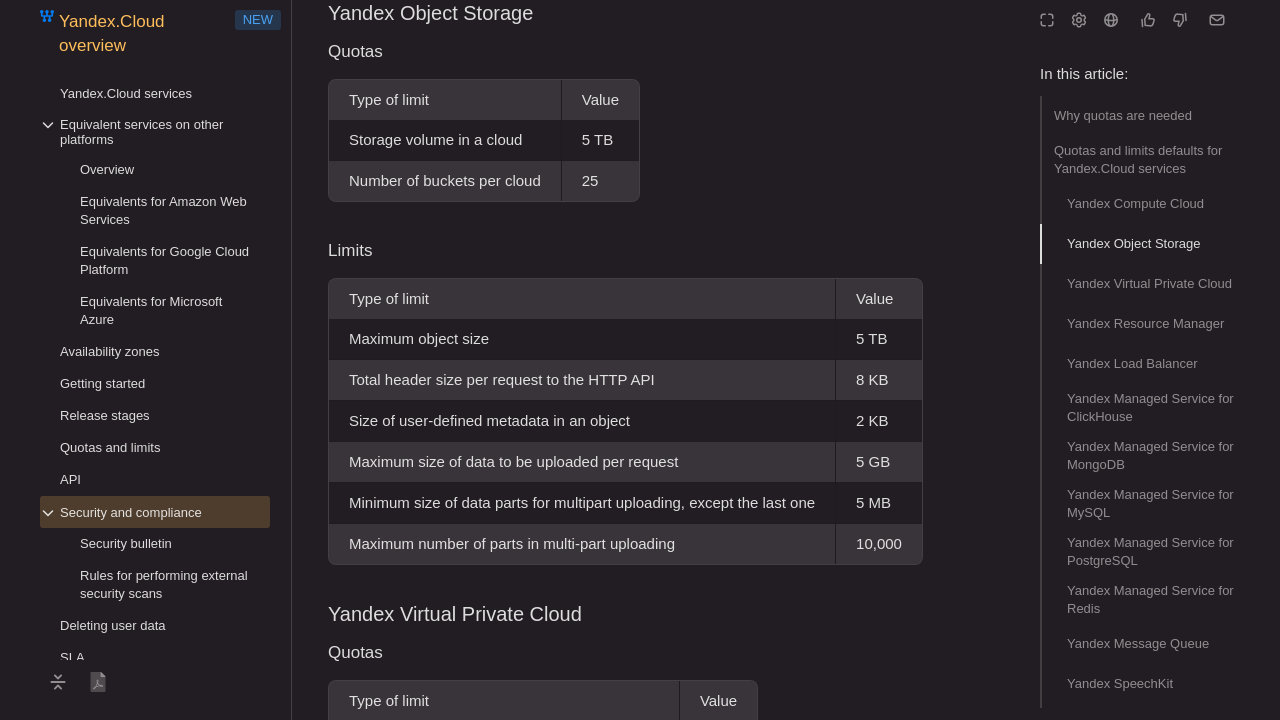 Yandex.Cloud
overview
NEW
Yandex.Cloud services
Equivalent services on other
platforms
Overview
Equivalents for Amazon Web
Services
Equivalents for Google Cloud
Platform
Equivalents for Microsoft
Azure
Availability zones
Getting started
Release stages
Quotas and limits
API
Security and compliance
Security bulletin
Rules for performing external
security scans
Deleting user data
SLA
Yandex Object Storage
Quotas
Type of limit Value
Storage volume in a cloud 5 TB
Number of buckets per cloud 25
Limits
Type of limit Value
Maximum object size 5 TB
Total header size per request to the HTTP API 8 KB
Size of user-defined metadata in an object 2 KB
Maximum size of data to be uploaded per request 5 GB
Minimum size of data parts for multipart uploading, except the last one 5 MB
Maximum number of parts in multi-part uploading 10,000
Yandex Virtual Private Cloud
Quotas
Type of limit Value
In this article:
Why quotas are needed
Quotas and limits defaults for
Yandex.Cloud services
Yandex Compute Cloud
Yandex Object Storage
Yandex Virtual Private Cloud
Yandex Resource Manager
Yandex Load Balancer
Yandex Managed Service for
ClickHouse
Yandex Managed Service for
MongoDB
Yandex Managed Service for
MySQL
Yandex Managed Service for
PostgreSQL
Yandex Managed Service for
Redis
Yandex Message Queue
Yandex SpeechKit